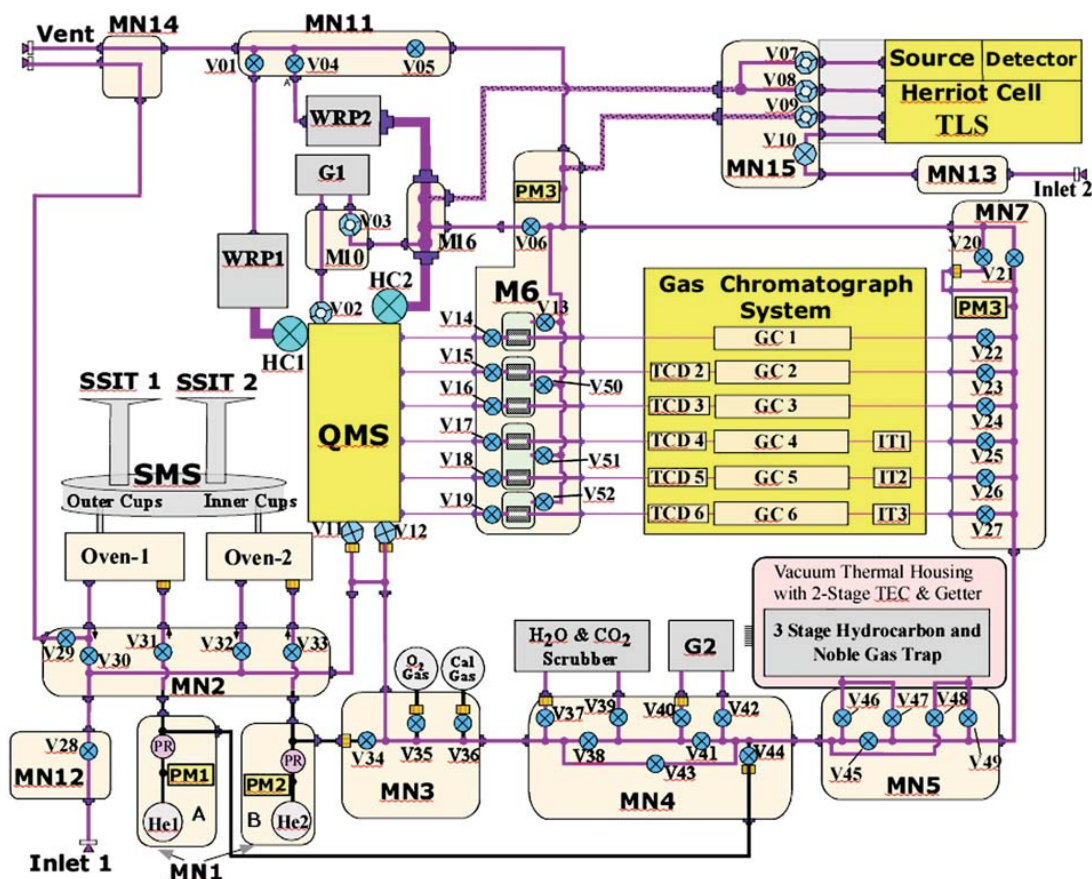 Vent
MN14
MN11
V01
V04
V05
A
WRP2
G1
V03
M10
M16
WRP1
V02
HC2
HC1
PM3
V06
M6
V07
V08
V09
V10
MN15
Source
Detector
Herriot Cell
TLS
MN13
Inlet 2
MN7
V20
V21
PM3
Gas Chromatograph
System
V13
V14
GC 1
V22
V15
TCD 2
GC 2
V23
V50
V16
TCD 3
GC 3
V24
V17
TCD 4
GC 4
IT1
V25
V51
V18
TCD 5
GC 5
IT2
V26
V52
V19
TCD 6
GC 6
IT3
V27
QMS
V11
V12
SSIT 1
SSIT 2
SMS
Outer Cups
Inner Cups
Oven-1
Oven-2
V29
V30
V31
V32
V33
MN2
V28
MN12
Inlet 1
PR
PM1
He1
A
PR
PM2
He2
B
MN1
O2
Gas
Cal
Gas
V34
V35
V36
MN3
H2O & CO2
Scrubber
G2
V37
V39
V40
V42
V38
V41
V43
V44
MN4
Vacuum Thermal Housing
with 2-Stage TEC & Getter
3 Stage Hydrocarbon and
Noble Gas Trap
V46
V47
V48
V45
V49
MN5